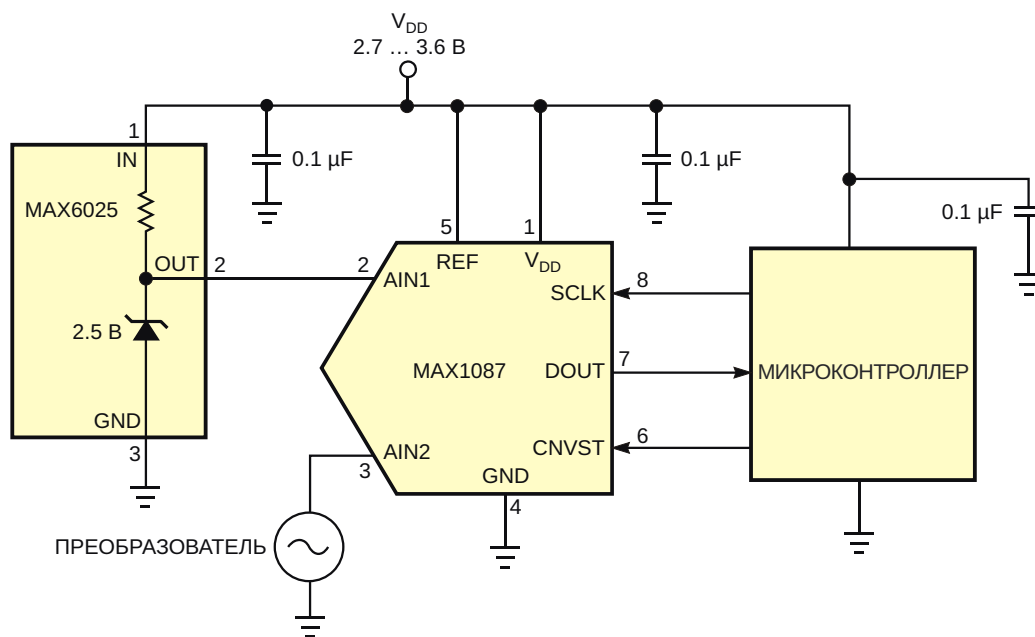 VDD
2.7 … 3.6 В
1
IN
0.1 µF
0.1 µF
MAX6025
0.1 µF
5
1
REF
VDD
OUT
2
2
AIN1
SCLK
8
2.5 В
MAX1087
DOUT
7
МИКРОКОНТРОЛЛЕР
GND
3
AIN2
3
CNVST
6
GND
4
ПРЕОБРАЗОВАТЕЛЬ